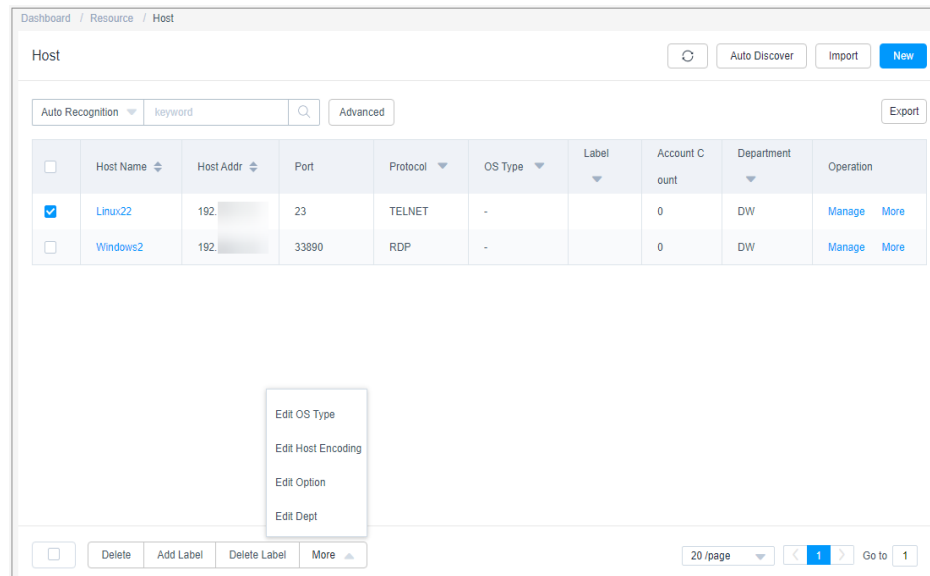 Dashboard / Resource / Host
Host
Auto Discover Import New
Auto Recognition keyword Advanced Export
Host Name Host Addr Port Protocol OS Type Label Account C
ount Department Operation
Linux22 192. 23 TELNET - 0 DW Manage More
Windows2 192. 33890 RDP - 0 DW Manage More
Edit OS Type
Edit Host Encoding
Edit Option
Edit Dept
Delete Add Label Delete Label More 20 /page 1 Go to 1